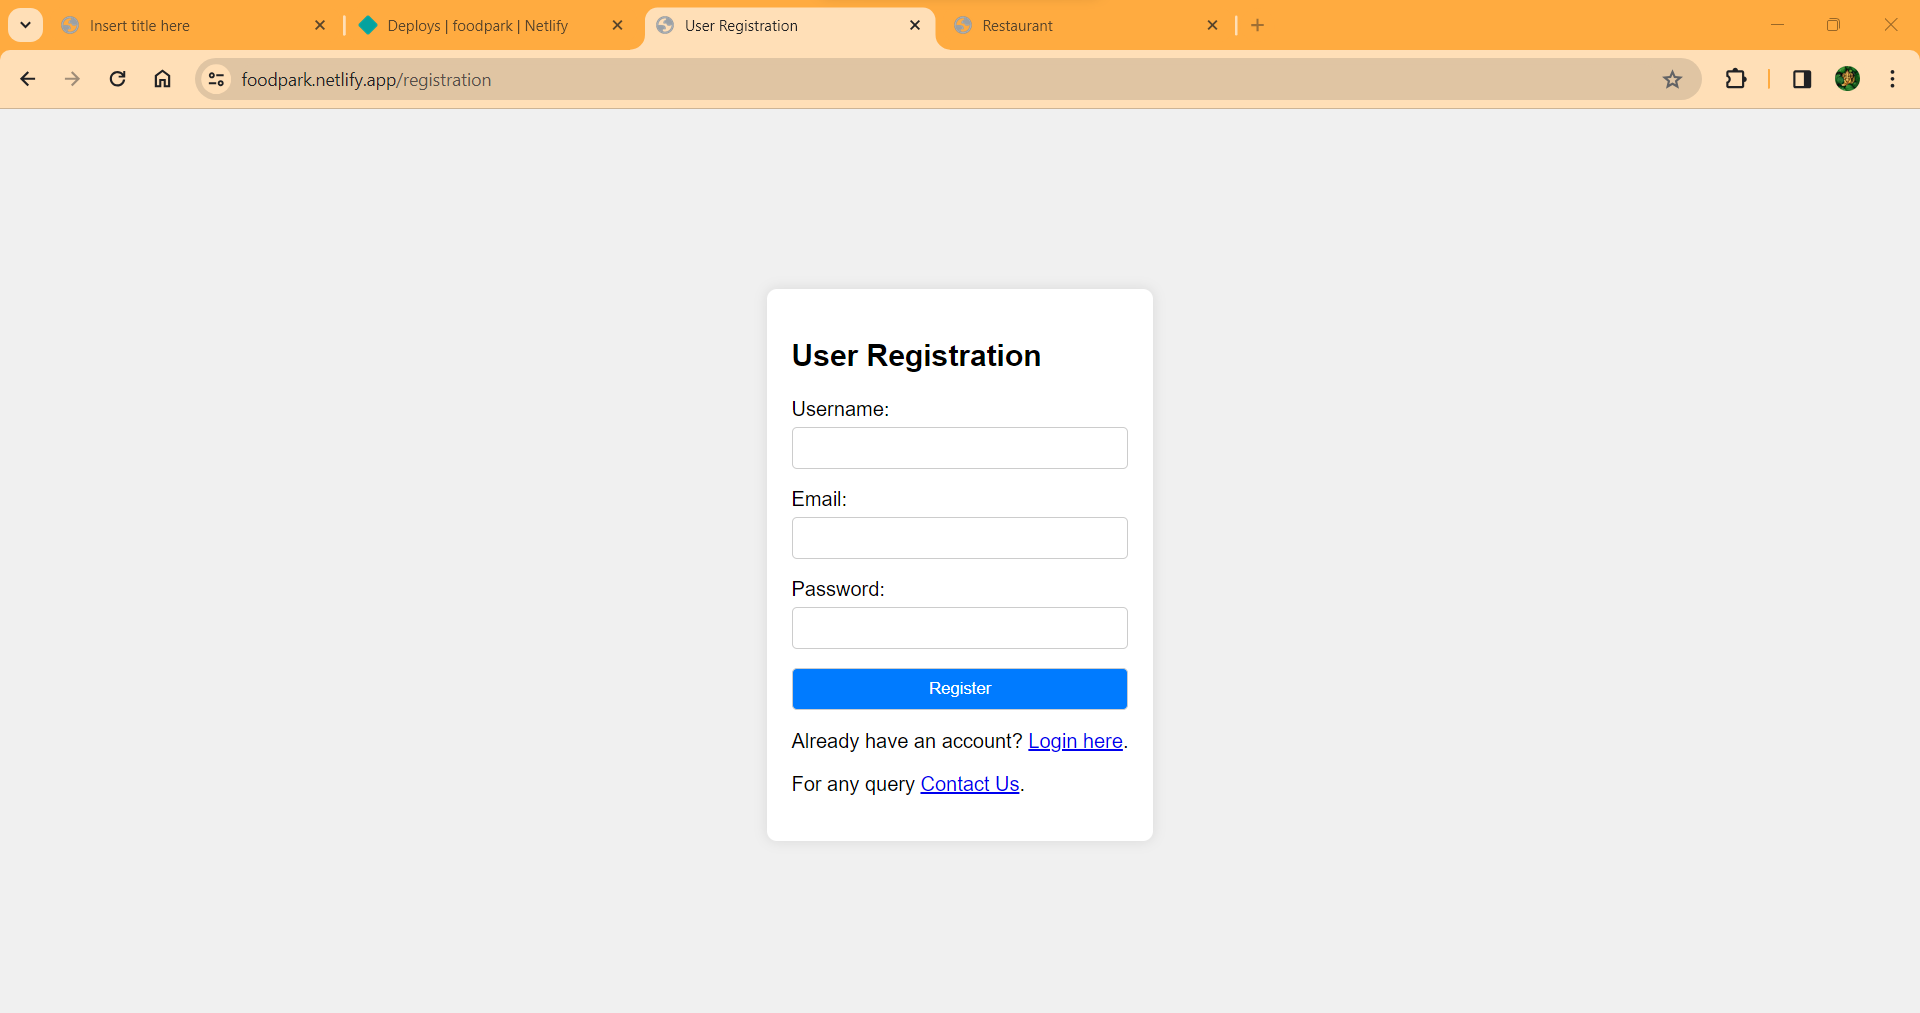 Insert title here
Deploys | foodpark | Netlify
User Registration
Restaurant
foodpark.netlify.app/registration
User Registration
Username:
Email:
Password:
Register
Already have an account? Login here.
For any query Contact Us.